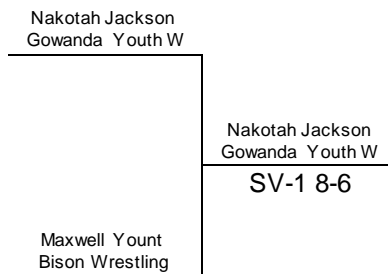 Nakotah Jackson
Gowanda Youth W
Nakotah Jackson
Gowanda Youth W
SV-1 8-6
Maxwell Yount
Bison Wrestling